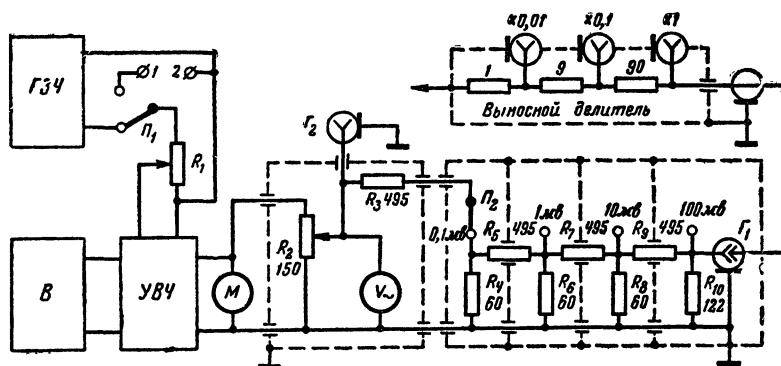 ×0,01
×0,1
×1
1
9
90
Выносной делитель
ГЗЧ
1
2
П1
R1
Г2
R3 495
П2
0,1мв
R5
495
1мв
R7
495
10мв
R9
495
100мв
Г1
R2
150
R4
60
R6
60
R8
60
R10
122
В
УВЧ
М
V~